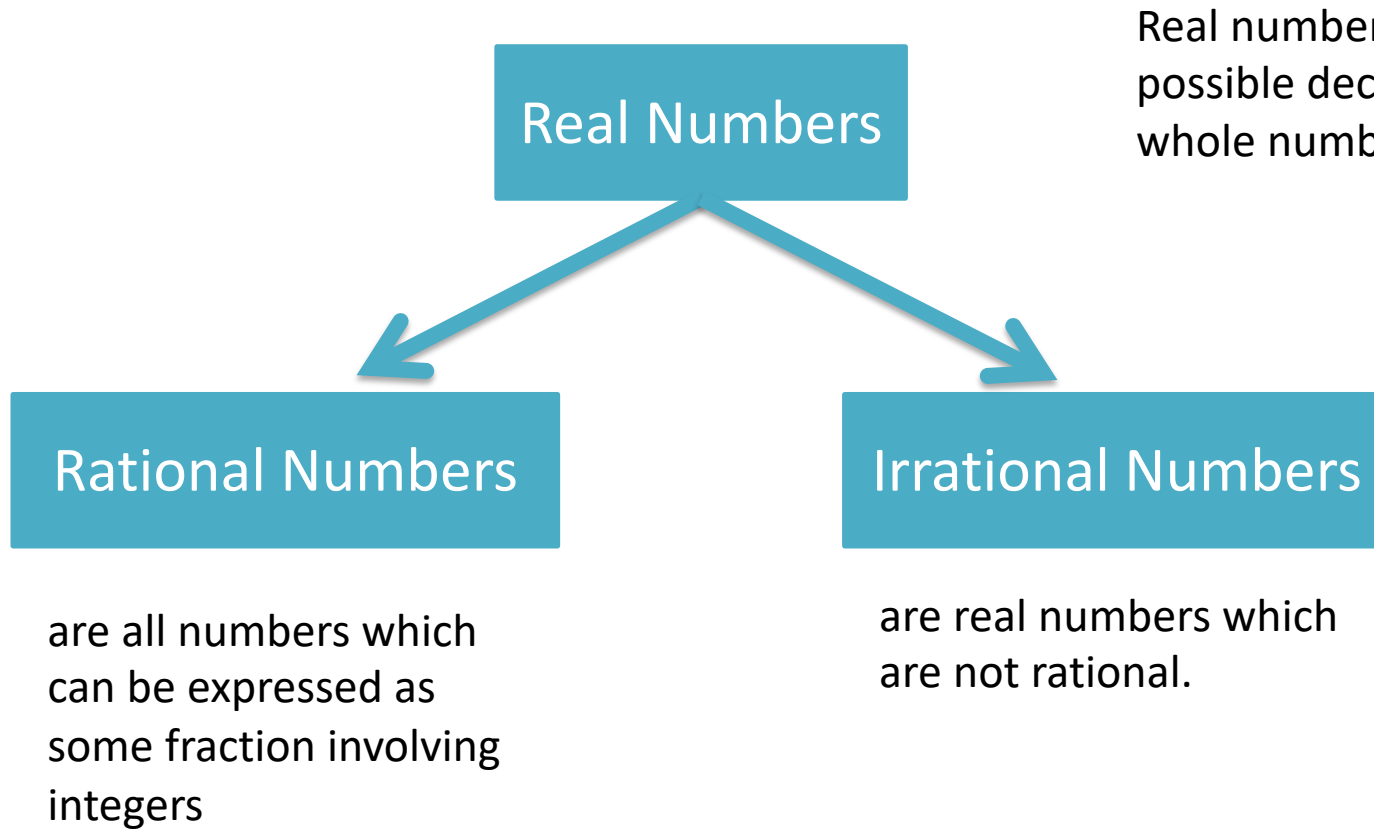 Real
possible
whole
Real Numbers
Rational Numbers
Irrational Numbers
are all numbers which
can be expressed as
some fraction involving
integers
are real numbers which
are not rational.